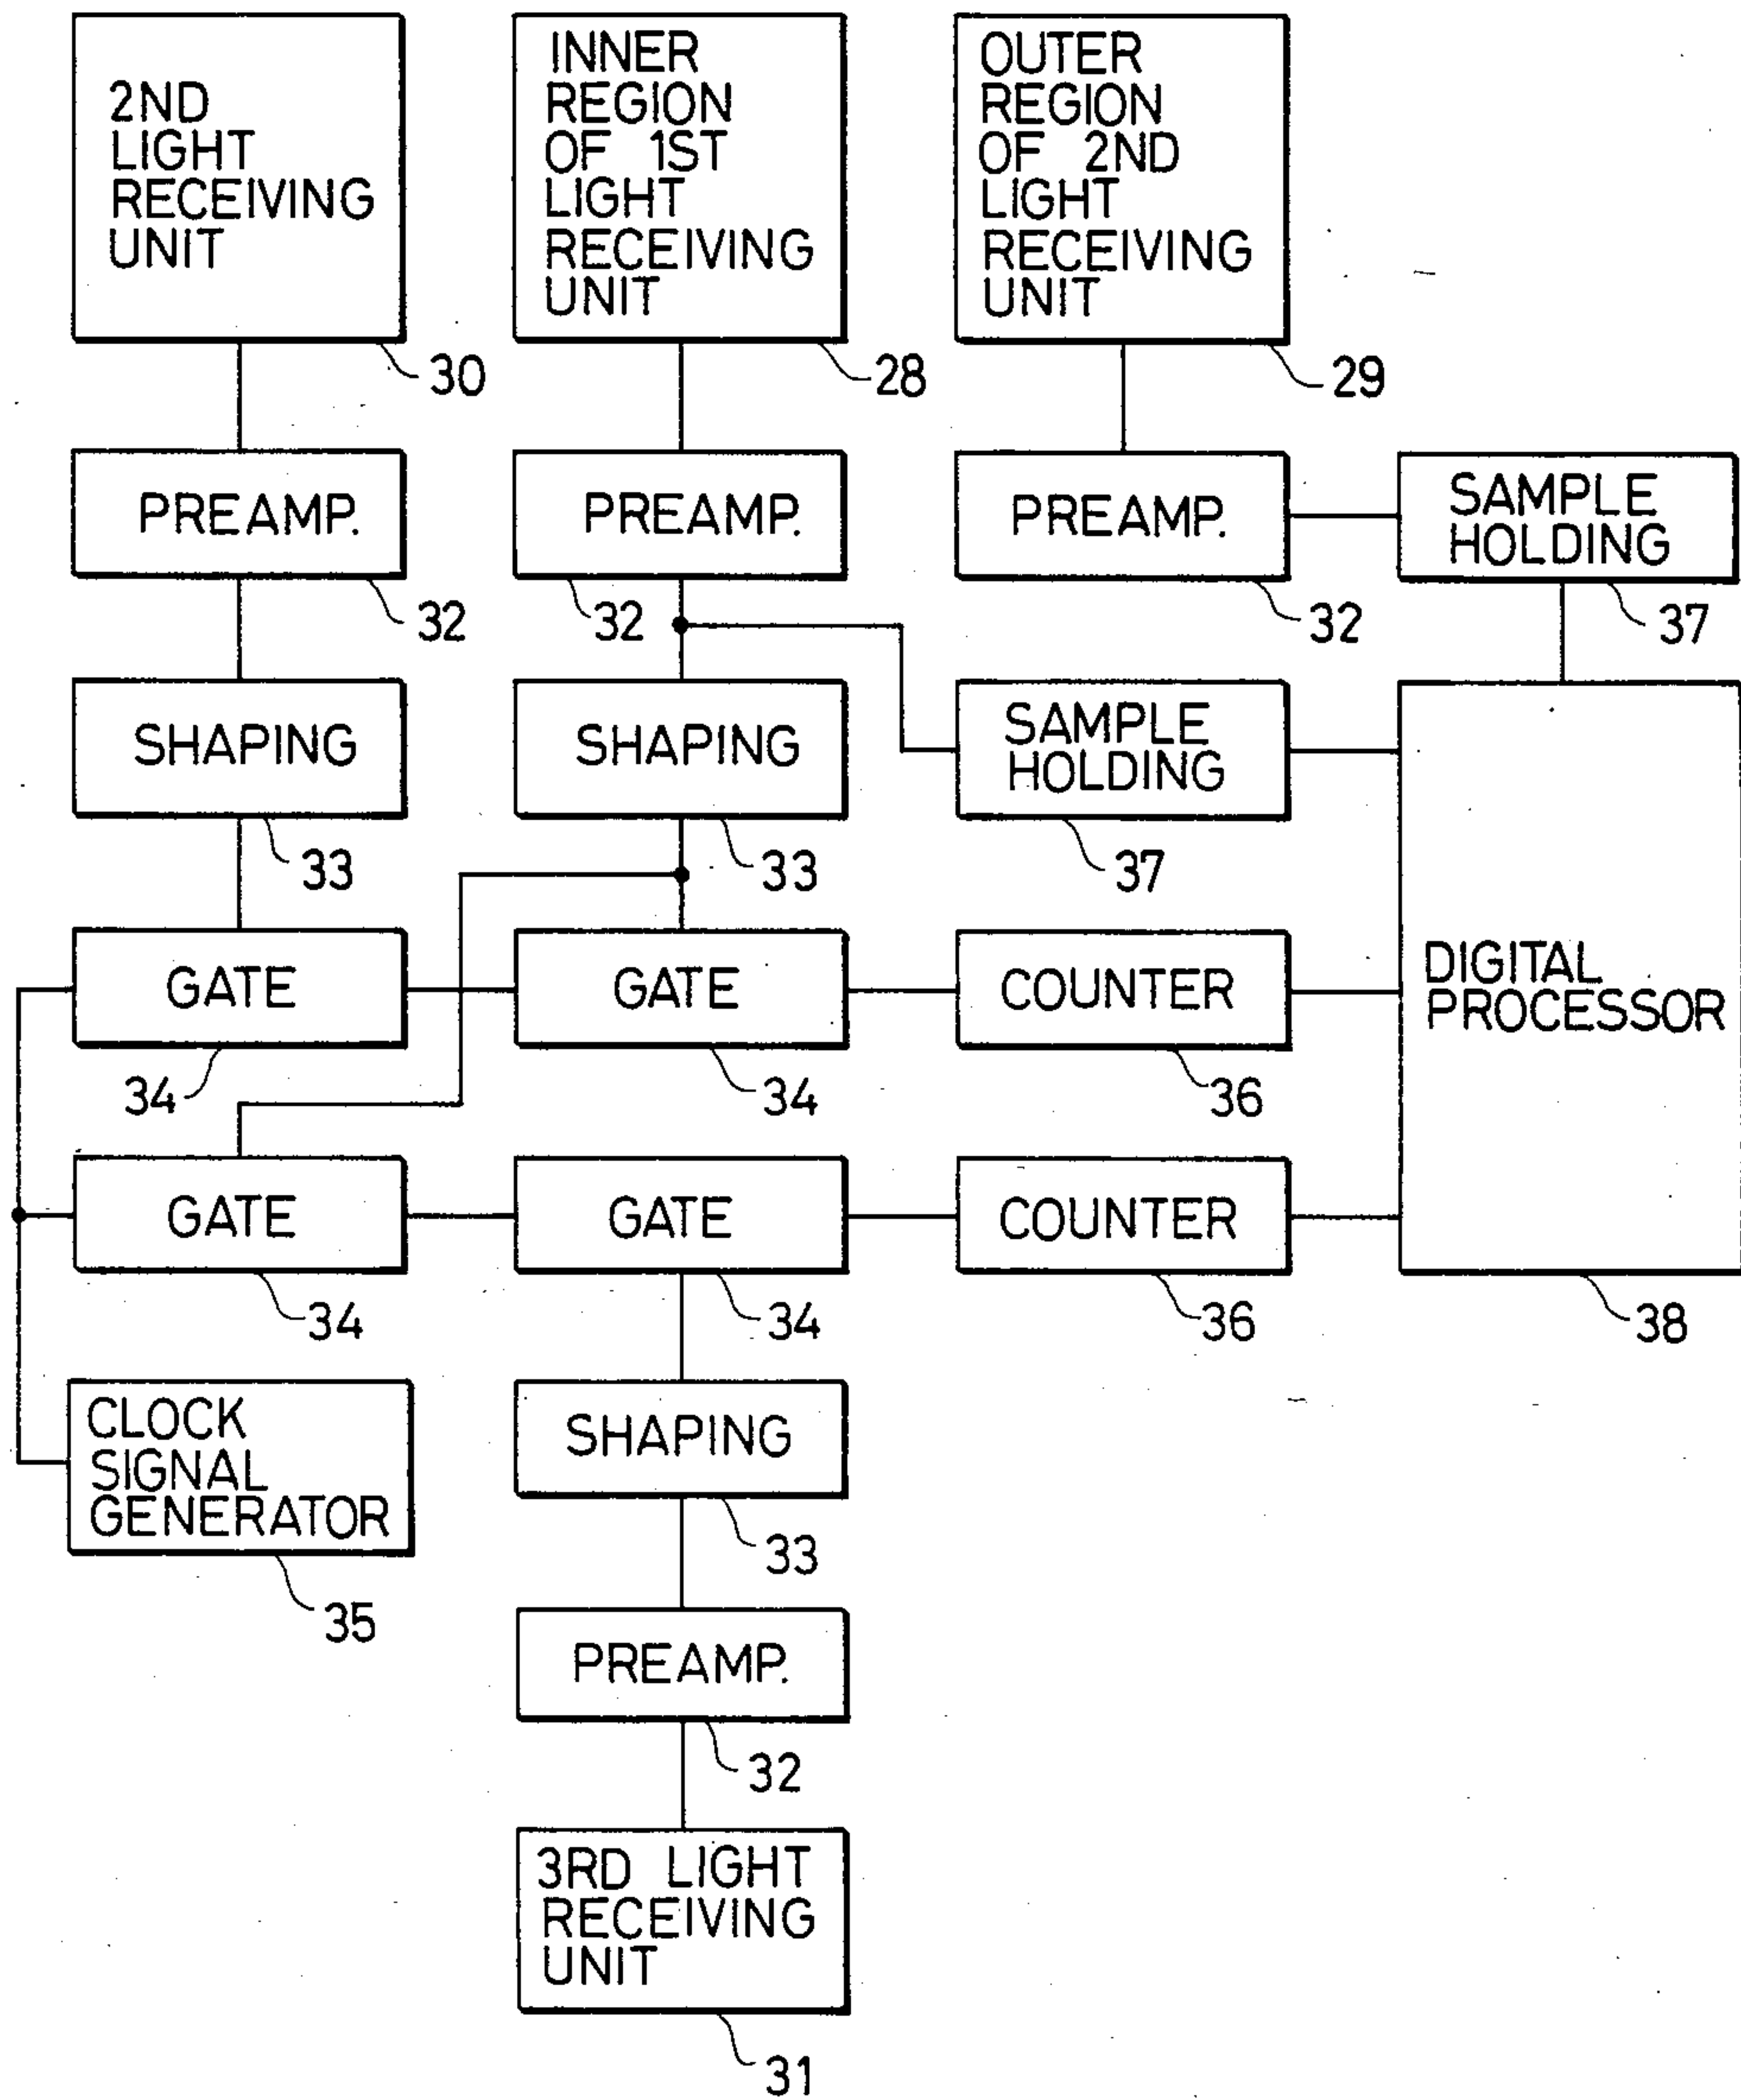 2ND
LIGHT
RECEIVING
UNIT
30
INNER
REGION
OF 1ST
LIGHT
RECEIVING
UNIT
28
OUTER
REGION
OF 2ND
LIGHT
RECEIVING
UNIT
29
PREAMP.
32
PREAMP.
32
PREAMP.
32
SAMPLE
HOLDING
37
SHAPING
33
SHAPING
33
SAMPLE
HOLDING
37
GATE
34
GATE
34
COUNTER
36
DIGITAL
PROCESSOR
38
GATE
34
GATE
34
COUNTER
36
CLOCK
SIGNAL
GENERATOR
35
SHAPING
33
PREAMP.
32
3RD LIGHT
RECEIVING
UNIT
31